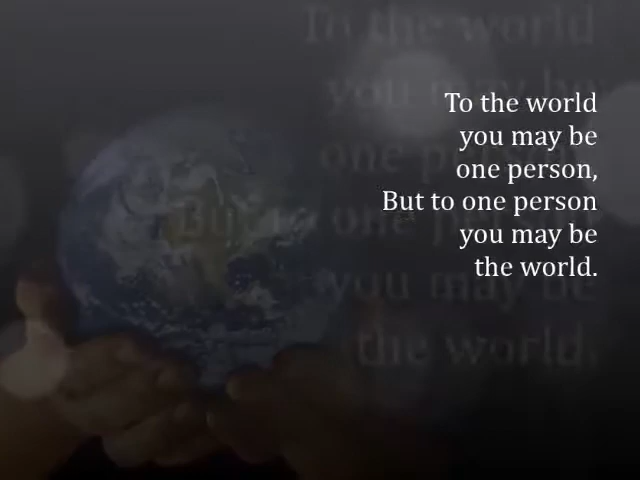 To the world
you may be
one person,
But to one person
you may be
the world.